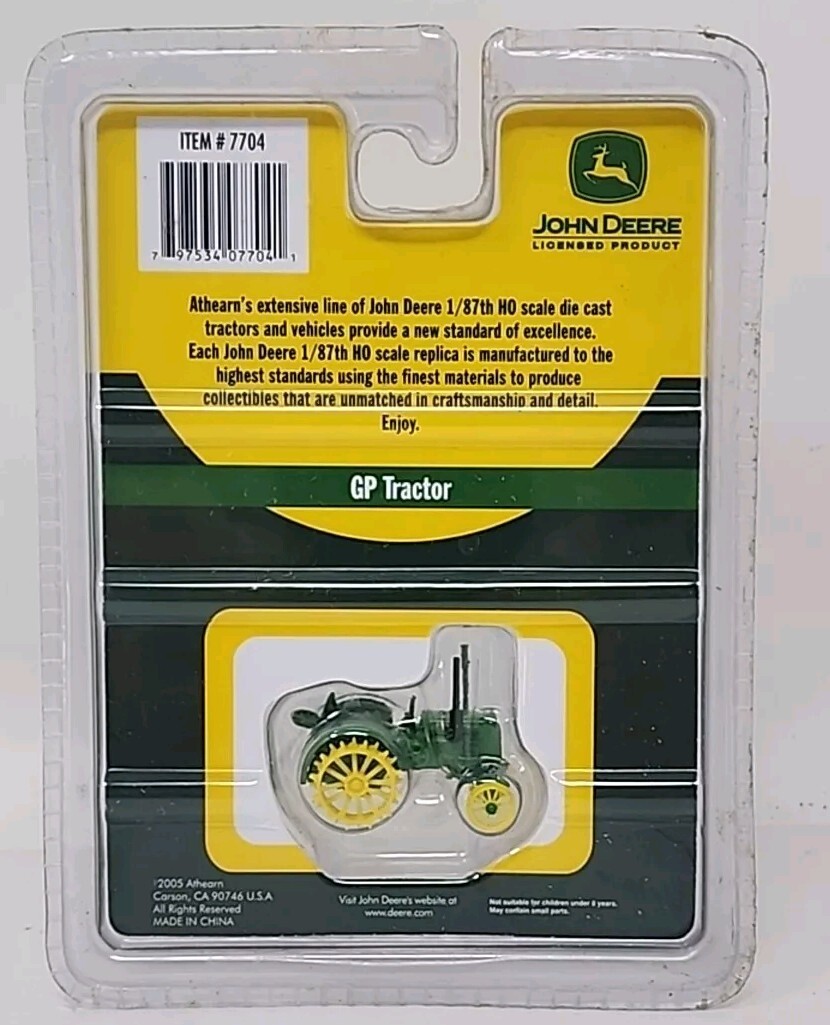 ITEM # 7704
7 97534 07704 1
JOHN DEERE
LICENSED PRODUCT
Athearn's extensive line of John Deere 1/87th HO scale die cast
tractors and vehicles provide a new standard of excellence.
Each John Deere 1/87th HO scale replica is manufactured to the
highest standards using the finest materials to produce
collectibles that are unmatched in craftsmanship and detail.
Enjoy.
GP Tractor
2005 Athearn
Carson, CA 90746 U.S.A
All Rights Reserved
MADE IN CHINA
Visit John Deere's website at
www.deere.com
Not suitable for children under years.
May contain small parts.